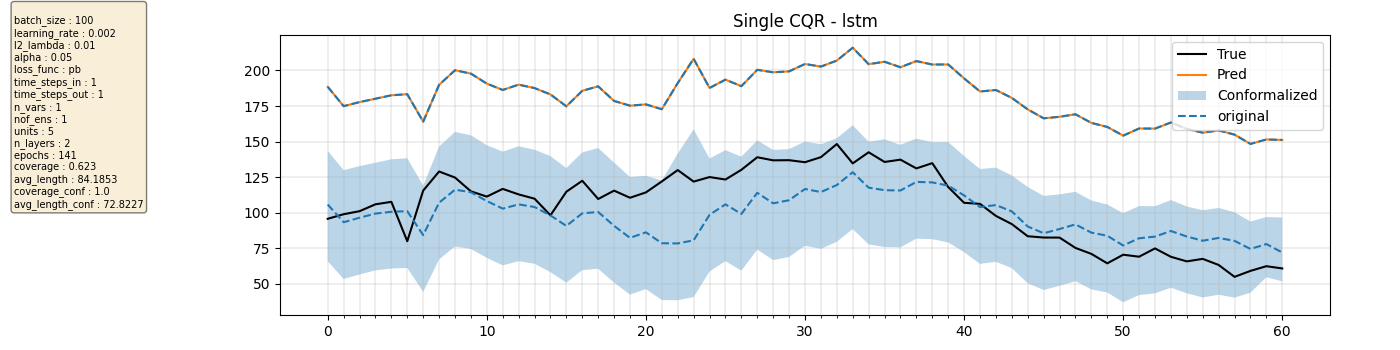 batch_size : 100
learning_rate : 0.002
l2_lambda : 0.01
alpha : 0.05
loss_func : pb
time_steps_in : 1
time_steps_out : 1
n_vars : 1
nof_ens : 1
units : 5
n_layers : 2
epochs : 141
coverage : 0.623
avg_length : 84.1853
coverage_conf : 1.0
avg_length_conf : 72.8227
Single CQR - lstm
200
175
150
125
100
75
50
0 10 20 30 40 50 60
True
Pred
Conformalized
original